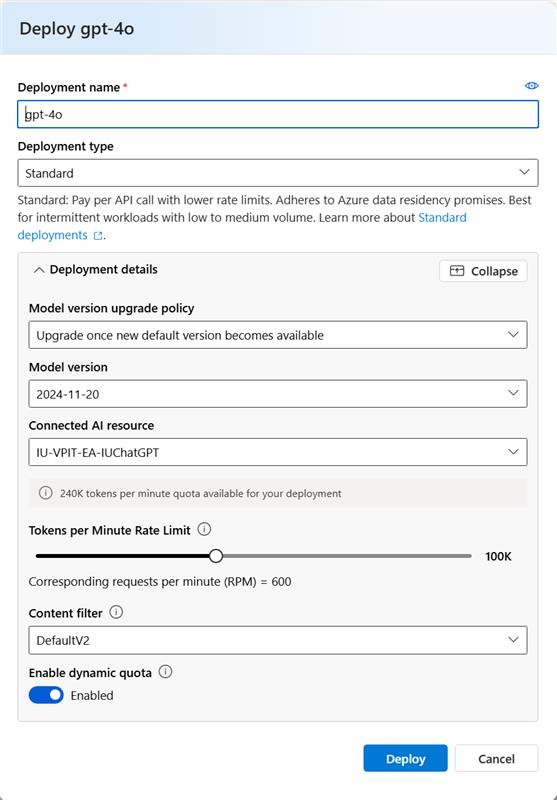 Deploy gpt-4o
Deployment name *
gpt-4o
Deployment type
Standard
Standard: Pay per API call with lower rate limits. Adheres to Azure data residency promises. Best
for intermittent workloads with low to medium volume. Learn more about Standard
deployments.
Deployment details
Collapse
Model version upgrade policy
Upgrade once new default version becomes available
Model version
2024-11-20
Connected AI resource
IU-VPIT-EA-IUChatGPT
240K tokens per minute quota available for your deployment
Tokens per Minute Rate Limit
100K
Corresponding requests per minute (RPM) = 600
Content filter
DefaultV2
Enable dynamic quota
Enabled
Deploy
Cancel